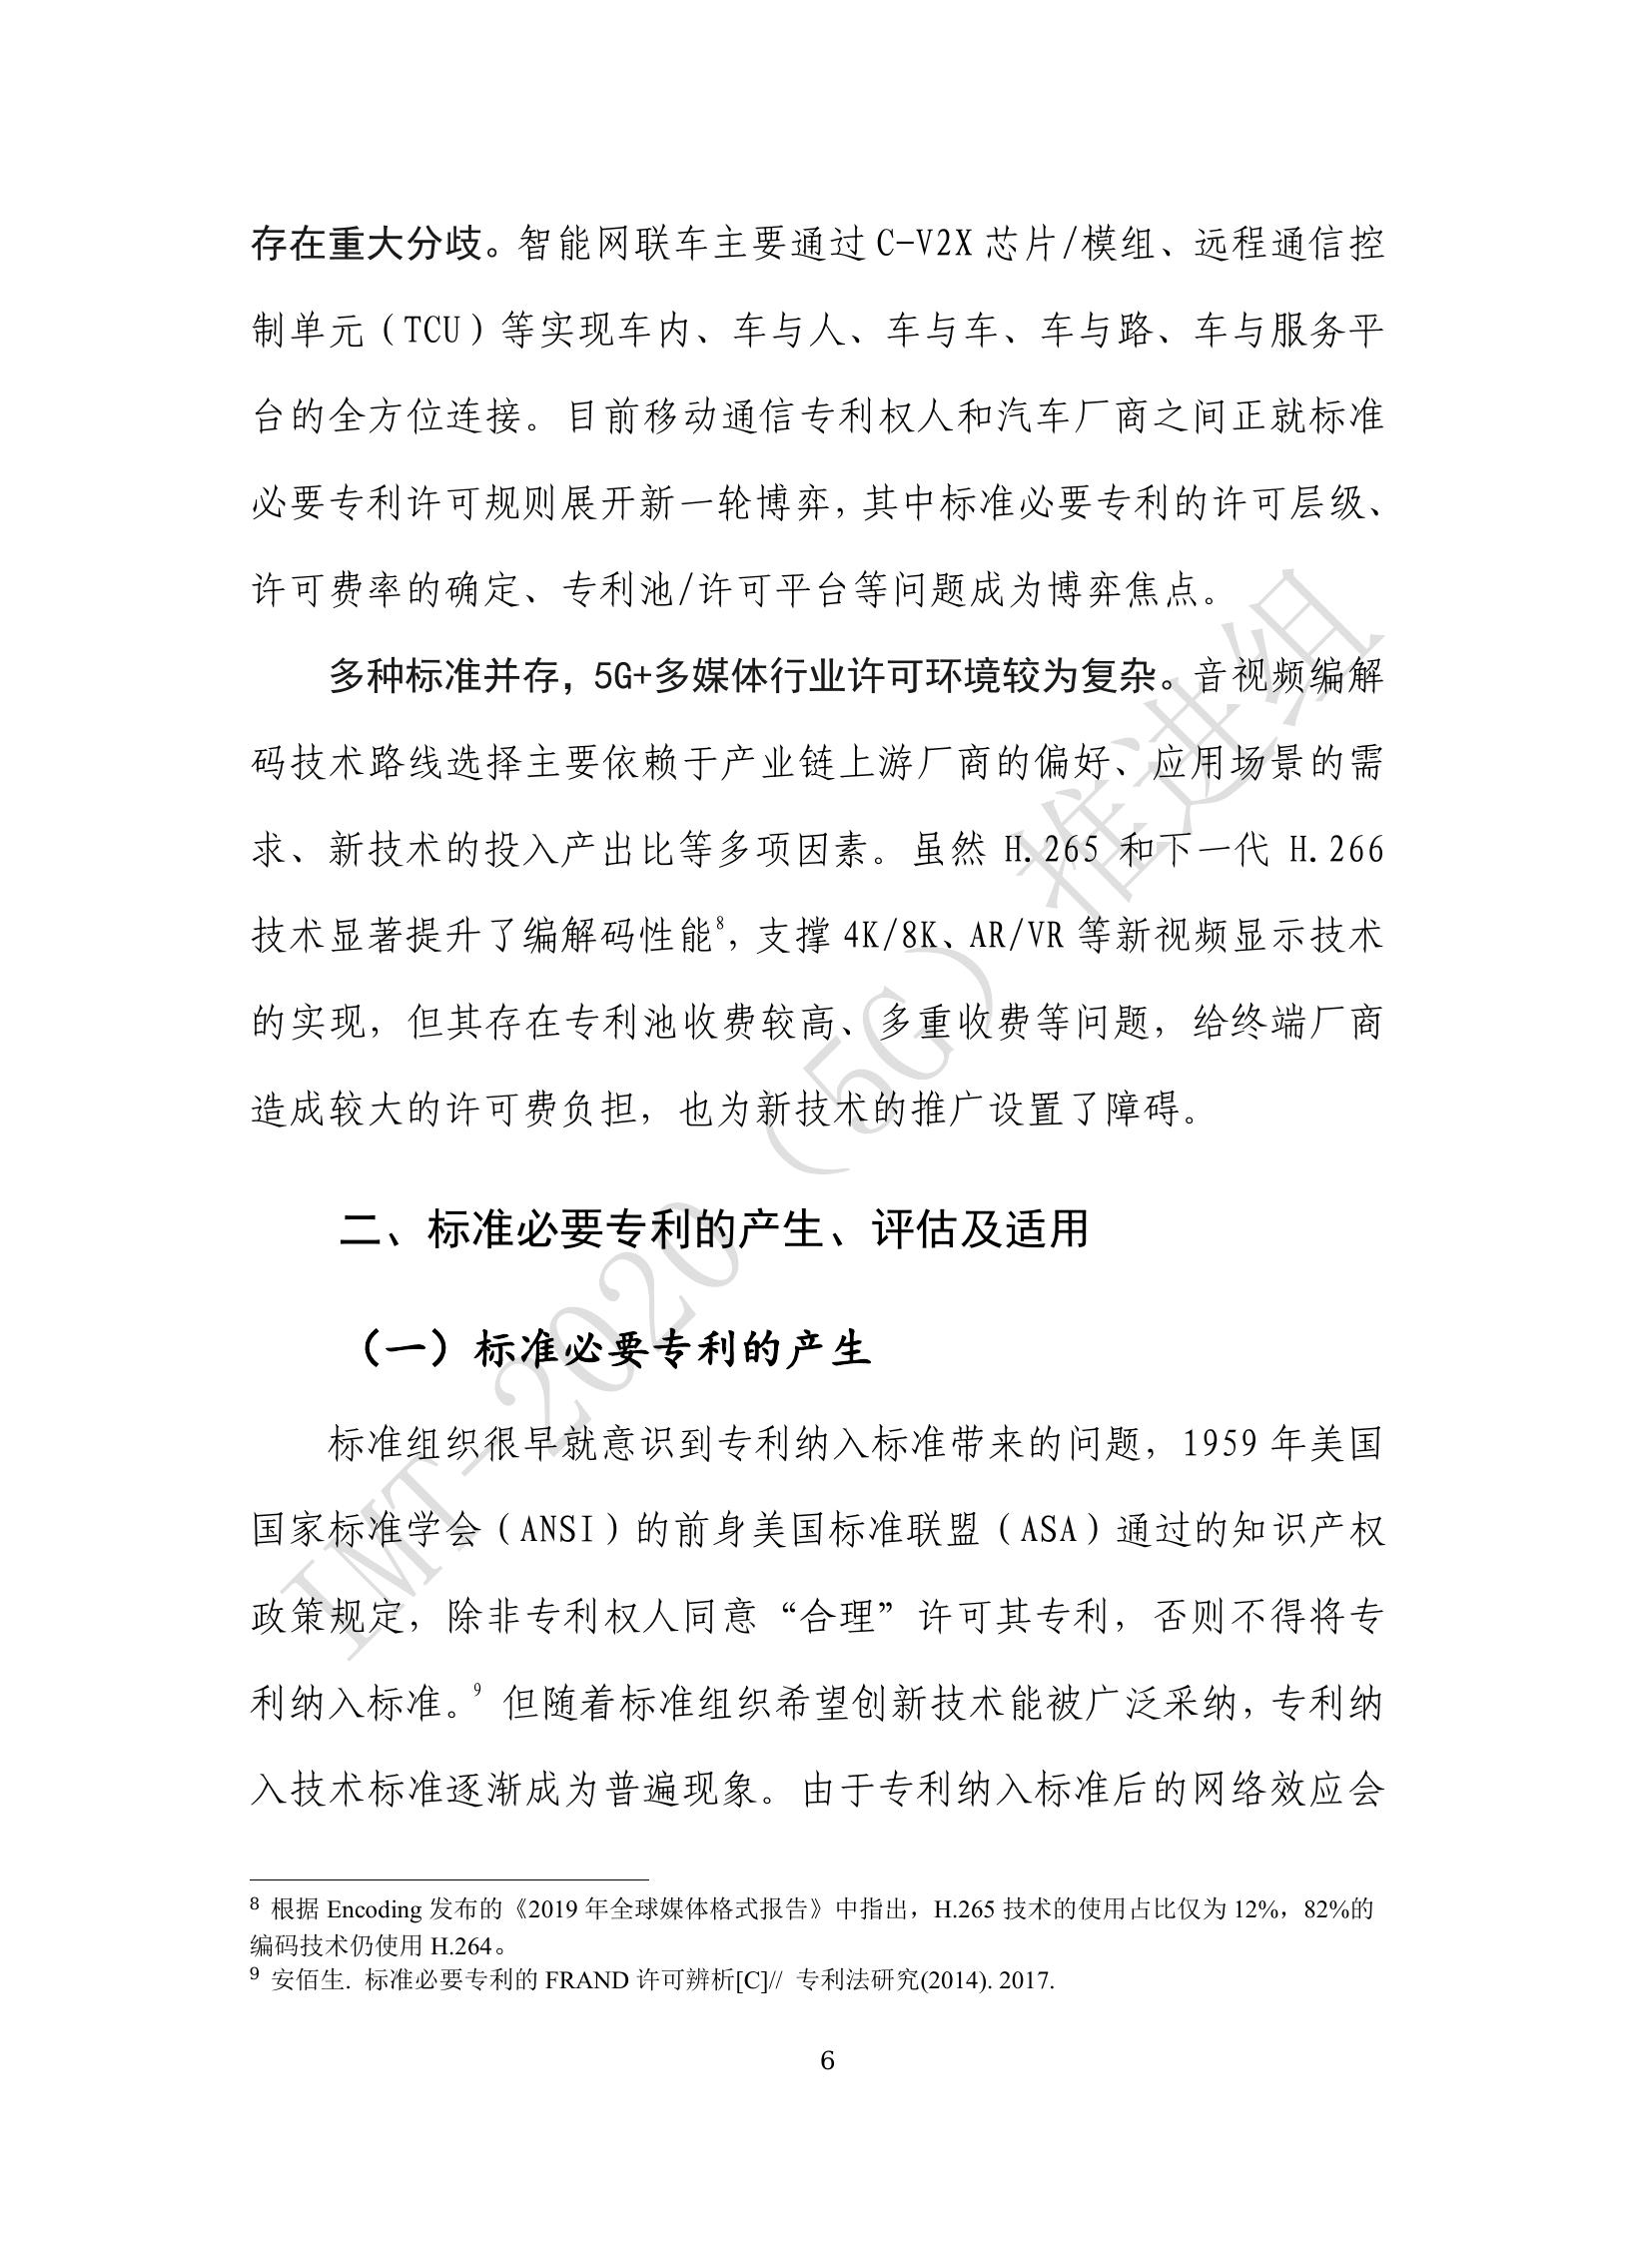 存在重大分歧。智能网联车主要通过 C-V2X 芯片/模组、远程通信控
制单元（TCU）等实现车内、车与人、车与车、车与路、车与服务平
台的全方位连接。目前移动通信专利权人和汽车厂商之间正就标准
必要专利许可规则展开新一轮博弈，其中标准必要专利的许可层级、
许可费率的确定、专利池/许可平台等问题成为博弈焦点。
多种标准并存，5G+多媒体行业许可环境较为复杂。音视频编解
码技术路线选择主要依赖于产业链上游厂商的偏好、应用场景的需
求、新技术的投入产出比等多项因素。虽然 H.265 和下一代 H.266
技术显著提升了编解码性能8，支撑 4K/8K、AR/VR 等新视频显示技术
的实现，但其存在专利池收费较高、多重收费等问题，给终端厂商
造成较大的许可费负担，也为新技术的推广设置了障碍。
二、标准必要专利的产生、评估及适用
（一）标准必要专利的产生
标准组织很早就意识到专利纳入标准带来的问题，1959 年美国
国家标准学会（ANSI）的前身美国标准联盟（ASA）通过的知识产权
政策规定，除非专利权人同意“合理”许可其专利，否则不得将专
利纳入标准。9 但随着标准组织希望创新技术能被广泛采纳，专利纳
入技术标准逐渐成为普遍现象。由于专利纳入标准后的网络效应会
8 根据 Encoding 发布的《2019 年全球媒体格式报告》中指出，H.265 技术的使用占比仅为 12%，82%的
编码技术仍使用 H.264。
9 安佰生. 标准必要专利的 FRAND 许可辨析[C]// 专利法研究(2014). 2017.
6
IMT-2020（5G）推进组